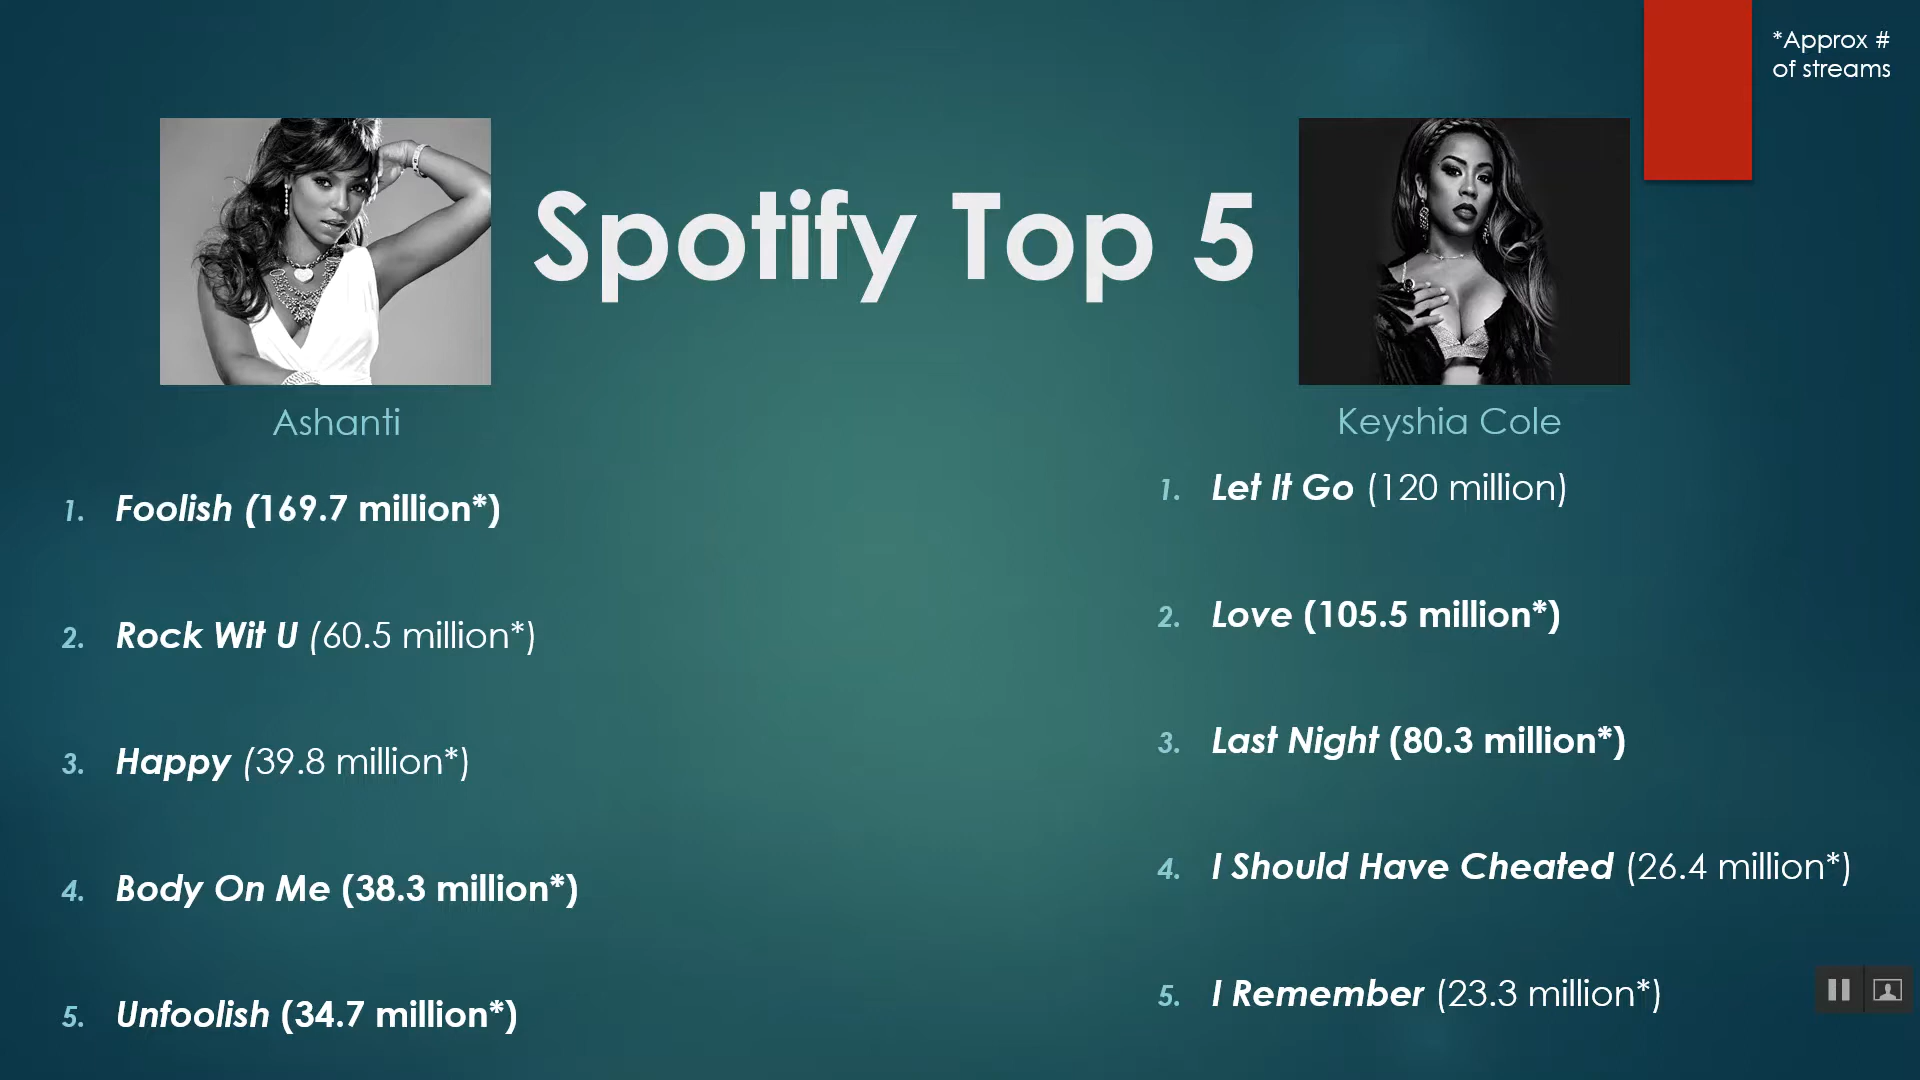 *Approx #
of streams
Spotify Top 5
Ashanti
1. Foolish (169.7 million*)
2. Rock Wit U (60.5 million*)
3. Happy (39.8 million*)
4. Body On Me (38.3 million*)
5. Unfoolish (34.7 million*)
Keyshia Cole
1. Let It Go (120 million)
2. Love (105.5 million*)
3. Last Night (80.3 million*)
4. I Should Have Cheated (26.4 million*)
5. I Remember (23.3 million*)